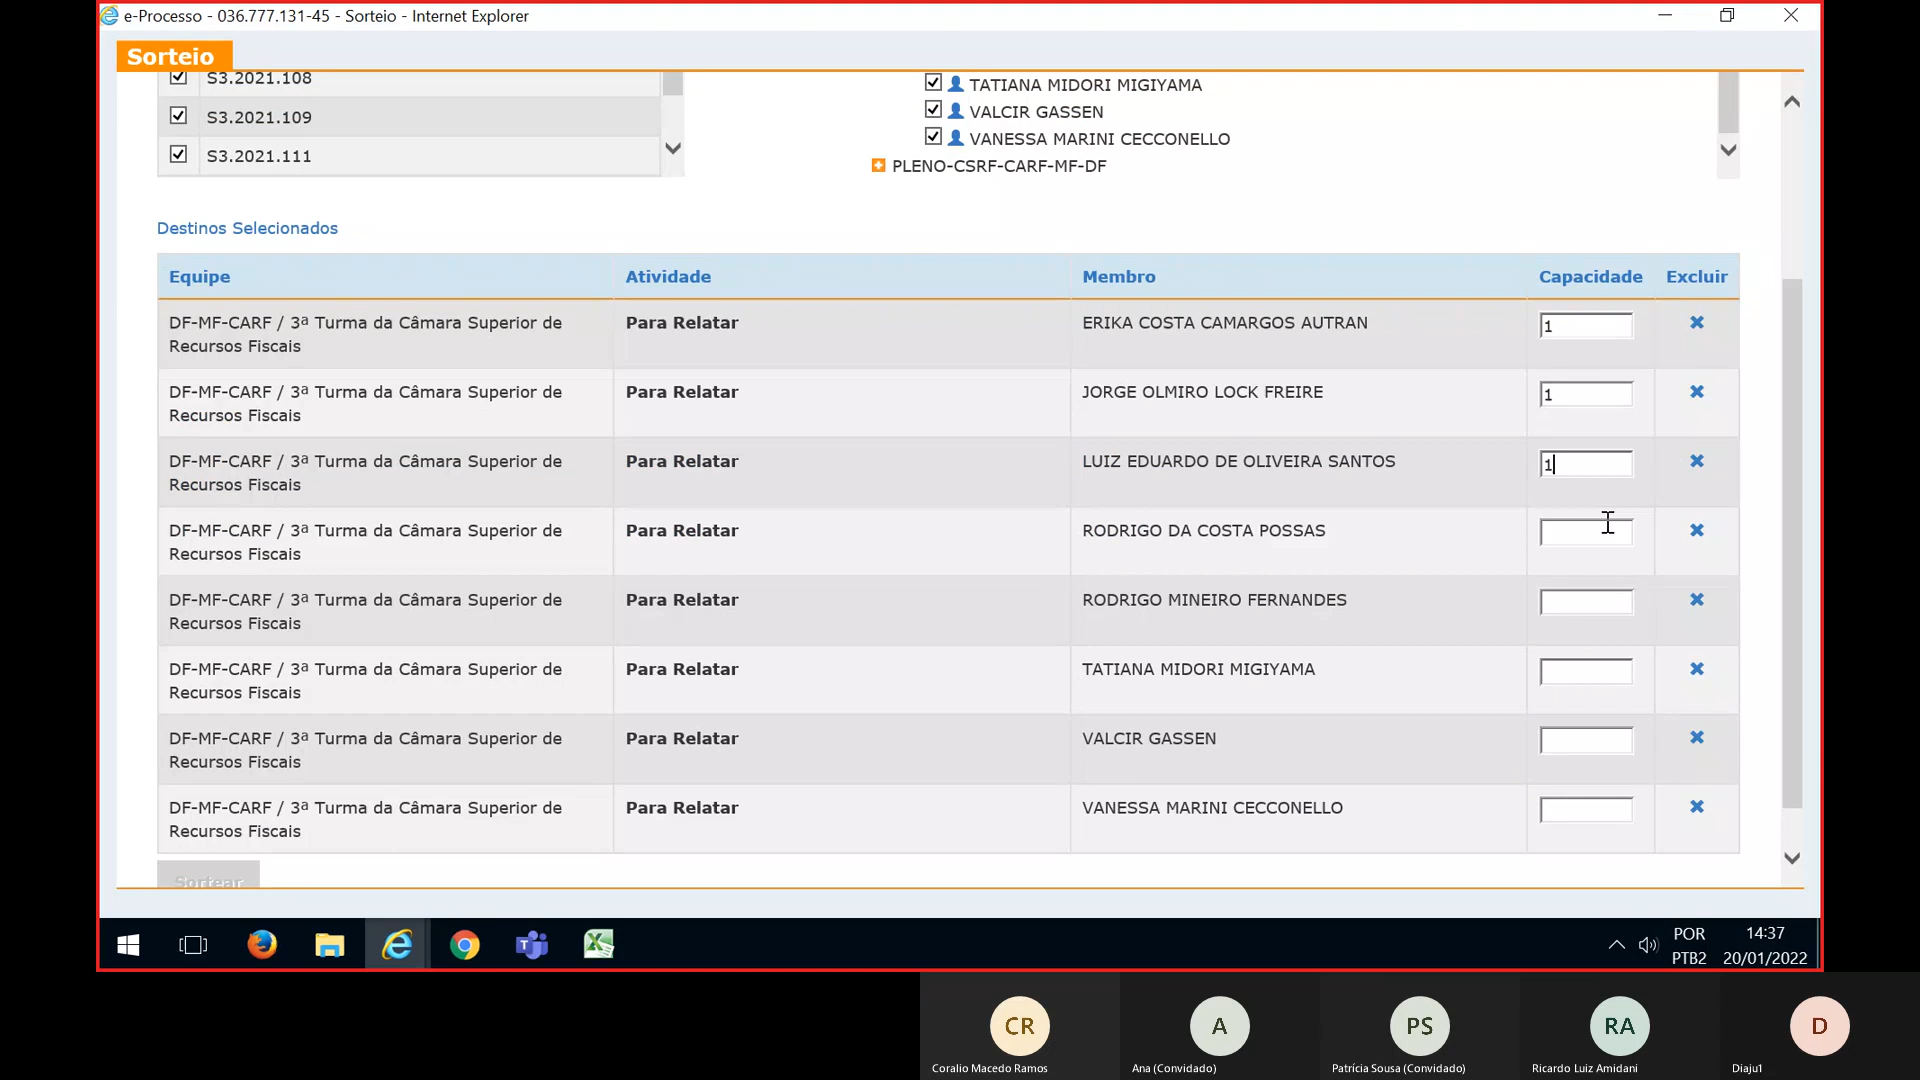 e-Processo - 036.777.131-45 - Sorteio - Internet Explorer
Sorteio
S3.2021.108
S3.2021.109
S3.2021.111
TATIANA MIDORI MIGIYAMA
VALCIR GASSEN
VANESSA MARINI CECCONELLO
PLENO-CSRF-CARF-MF-DF
Destinos Selecionados
Equipe Atividade Membro Capacidade Excluir
DF-MF-CARF / 3ª Turma da Câmara Superior de
Recursos Fiscais
Para Relatar
ERIKA COSTA CAMARGOS AUTRAN
1
DF-MF-CARF / 3ª Turma da Câmara Superior de
Recursos Fiscais
Para Relatar
JORGE OLMIRO LOCK FREIRE
1
DF-MF-CARF / 3ª Turma da Câmara Superior de
Recursos Fiscais
Para Relatar
LUIZ EDUARDO DE OLIVEIRA SANTOS
1
DF-MF-CARF / 3ª Turma da Câmara Superior de
Recursos Fiscais
Para Relatar
RODRIGO DA COSTA POSSAS
DF-MF-CARF / 3ª Turma da Câmara Superior de
Recursos Fiscais
Para Relatar
RODRIGO MINEIRO FERNANDES
DF-MF-CARF / 3ª Turma da Câmara Superior de
Recursos Fiscais
Para Relatar
TATIANA MIDORI MIGIYAMA
DF-MF-CARF / 3ª Turma da Câmara Superior de
Recursos Fiscais
Para Relatar
VALCIR GASSEN
DF-MF-CARF / 3ª Turma da Câmara Superior de
Recursos Fiscais
Para Relatar
VANESSA MARINI CECCONELLO
Sortear
POR
PTB2
14:37
20/01/2022
CR
Coralio Macedo Ramos
A
Ana (Convidado)
PS
Patrícia Sousa (Convidado)
RA
Ricardo Luiz Amidani
D
Diaju1